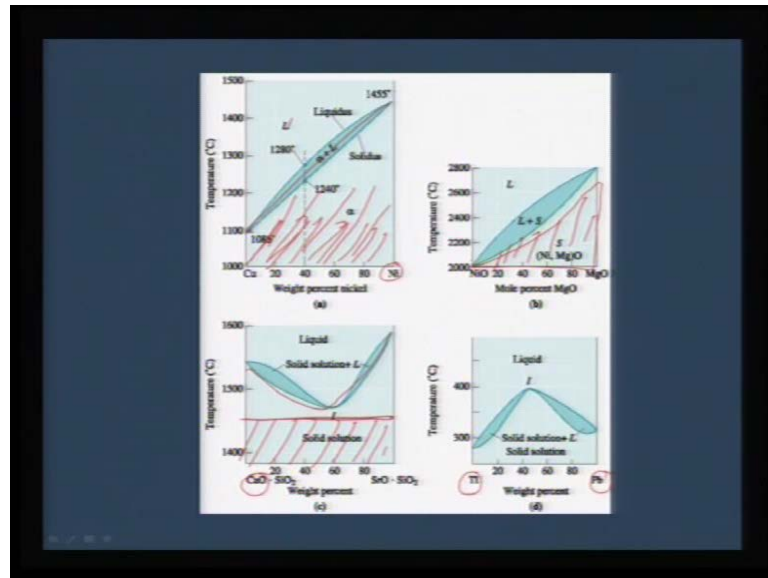 1500
1455°
1400
Liquidus
L
1300
1280°
α + L
Solidus
1240°
1200
α
1100
1085°
1000
Cu 20 40 60 80 Ni
Temperature (°C)
Weight percent nickel
(a)
2800
L
2600
2400
L + S
S
2200
(Ni, Mg)O
2000
NiO 20 40 60 80 MgO
Temperature (°C)
Mole percent MgO
(b)
1600
Liquid
Solid solution + L
1500
Solid solution
1400
20 40 60 80
CaO · SiO2 SrO · SiO2
Temperature (°C)
Weight percent
(c)
Liquid
400
300
Solid solution + L
Solid solution
Tl 20 40 60 80 Pb
Temperature (°C)
Weight percent
(d)